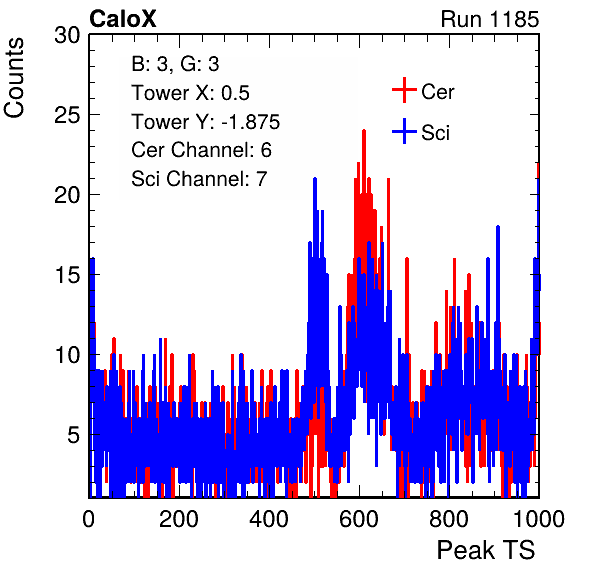 CaloX
Run 1185
Counts
30
25
20
15
10
5
B: 3, G: 3
Tower X: 0.5
Tower Y: -1.875
Cer Channel: 6
Sci Channel: 7
Cer
Sci
0 200 400 600 800 1000
Peak TS